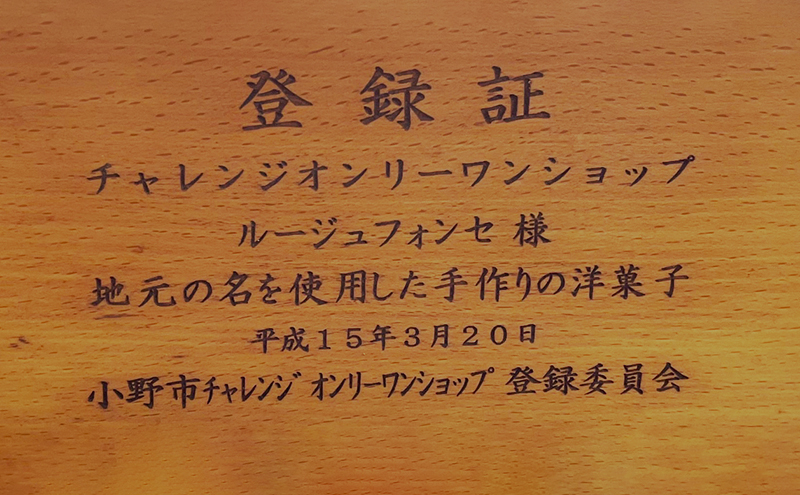 登録証
チャレンジオンリーワンショップ
ルージュフォンセ 様
地元の名を使用した手作りの洋菓子
平成15年3月20日
小野市ﾁｬﾚﾝｼﾞｵﾝﾘｰﾜﾝｼｮｯﾌﾟ 登録委員会